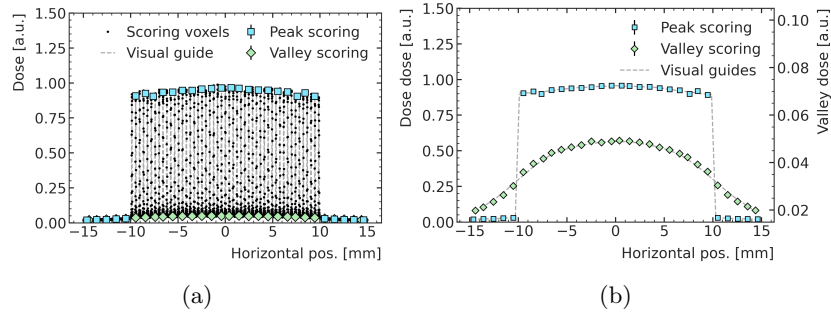 1.50
1.25
1.00
0.75
0.50
0.25
0.00
Dose [a.u.]
Scoring voxels
Visual guide
Peak scoring
Valley scoring
−15 −10 −5 0 5 10 15
Horizontal pos. [mm]
(a)
1.50
1.25
1.00
0.75
0.50
0.25
0.00
Dose dose [a.u.]
Peak scoring
Valley scoring
Visual guides
0.10
0.08
0.06
0.04
0.02
Valley dose [a.u.]
−15 −10 −5 0 5 10 15
Horizontal pos. [mm]
(b)